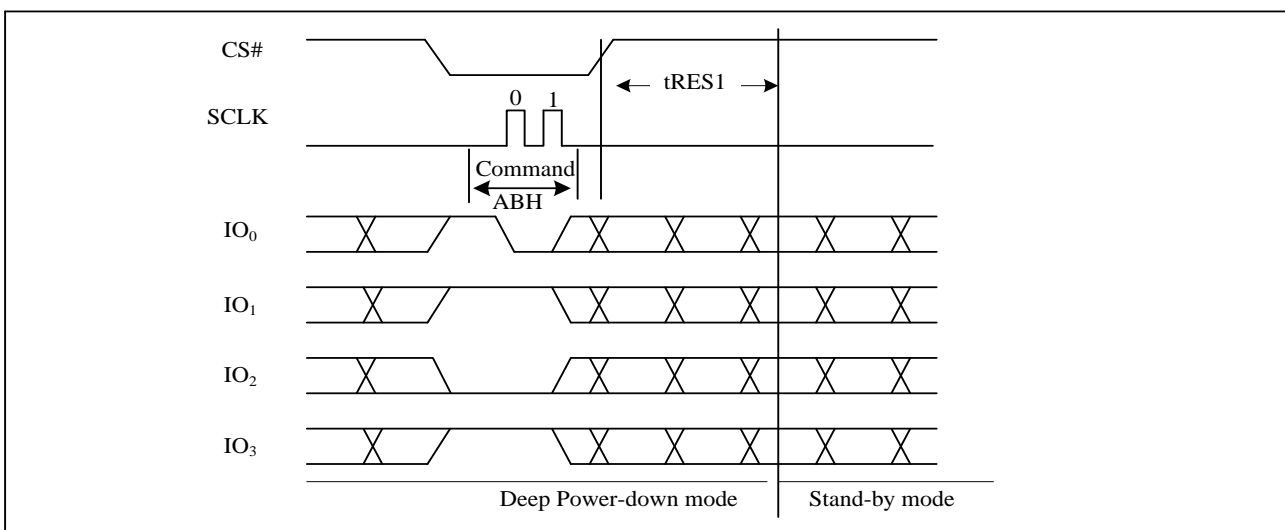 CS#
tRES1
0 1
SCLK
Command
ABH
IO₀
IO₁
IO₂
IO₃
Deep Power-down mode Stand-by mode